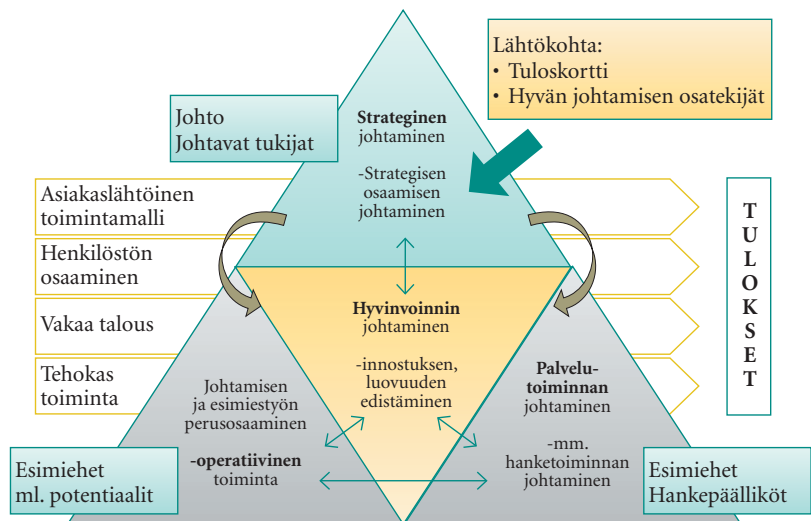 Lähtökohta:
• Tuloskortti
• Hyvän johtamisen osatekijät
Johto
Johtavat tukijat
Strateginen
johtaminen
-Strategisen
osaamisen
johtaminen
Asiakaslähtöinen
toimintamalli
Henkilöstön
osaaminen
Vakaa talous
Tehokas
toiminta
TULOKSET
Hyvinvoinnin
johtaminen
-innostuksen,
luovuuden
edistäminen
Johtamisen
ja esimiestyön
perusosaaminen
-operatiivinen
toiminta
Palvelu-
toiminnan
johtaminen
-mm.
hanketoiminnan
johtaminen
Esimiehet
ml. potentiaalit
Esimiehet
Hankepäälliköt